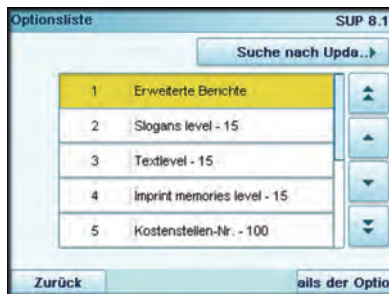 Optionsliste SUP 8.1
Suche nach Upda..
1 Erweiterte Berichte
2 Slogans level - 15
3 Textlevel - 15
4 Imprint memories level - 15
5 Kostenstellen-Nr. - 100
Zurück ails der Optio